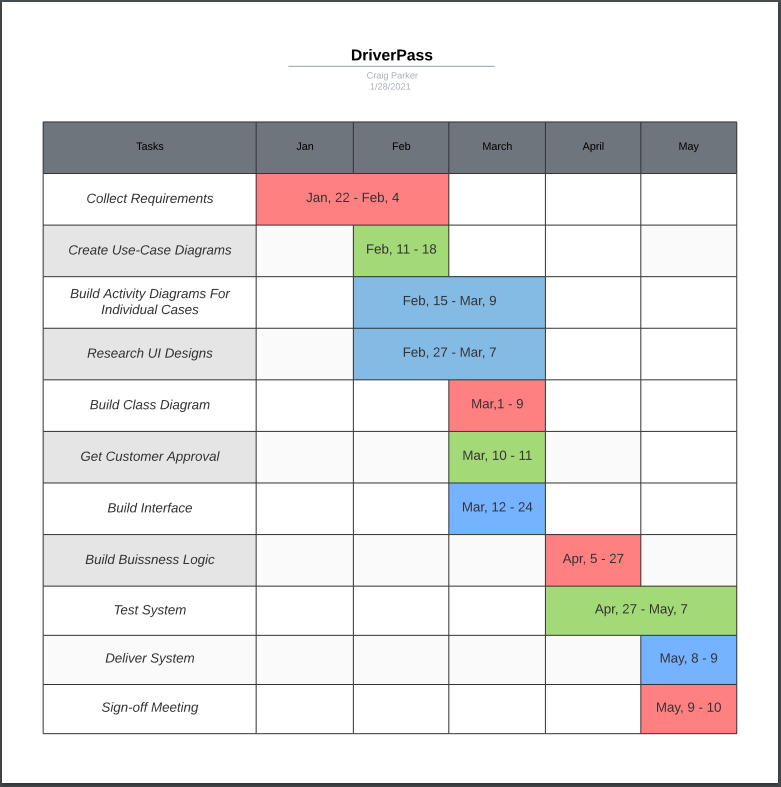 DriverPass
Craig Parker
1/28/2021
Tasks Jan Feb March April May
Collect Requirements Jan, 22 - Feb, 4
Create Use-Case Diagrams Feb, 11 - 18
Build Activity Diagrams For
Individual Cases Feb, 15 - Mar, 9
Research UI Designs Feb, 27 - Mar, 7
Build Class Diagram Mar,1 - 9
Get Customer Approval Mar, 10 - 11
Build Interface Mar, 12 - 24
Build Buissness Logic Apr, 5 - 27
Test System Apr, 27 - May, 7
Deliver System May, 8 - 9
Sign-off Meeting May, 9 - 10